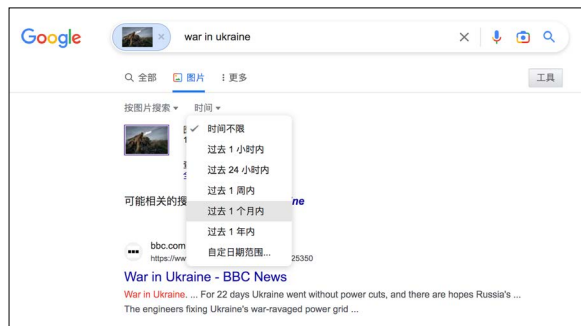 Google
war in ukraine
全部 图片 更多
工具
按图片搜索 时间
时间不限
过去 1 小时内
过去 24 小时内
过去 1 周内
可能相关的搜 ne
过去 1 个月内
过去 1 年内
自定日期范围...
bbc.com
https://ww 25350
War in Ukraine - BBC News
War in Ukraine. ... For 22 days Ukraine went without power cuts, and there are hopes Russia's ...
The engineers fixing Ukraine's war-ravaged power grid ...